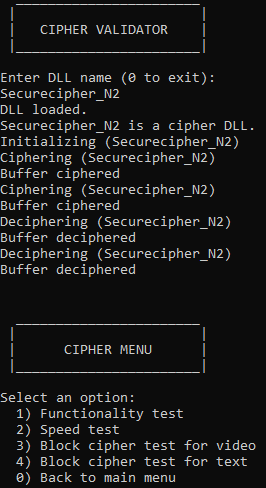 CIPHER VALIDATOR
Enter DLL name (0 to exit):
Securecipher_N2
DLL loaded.
Securecipher_N2 is a cipher DLL.
Initializing (Securecipher_N2)
Ciphering (Securecipher_N2)
Buffer ciphered
Ciphering (Securecipher_N2)
Buffer ciphered
Deciphering (Securecipher_N2)
Buffer deciphered
Deciphering (Securecipher_N2)
Buffer deciphered
CIPHER MENU
Select an option:
1) Functionality test
2) Speed test
3) Block cipher test for video
4) Block cipher test for text
0) Back to main menu